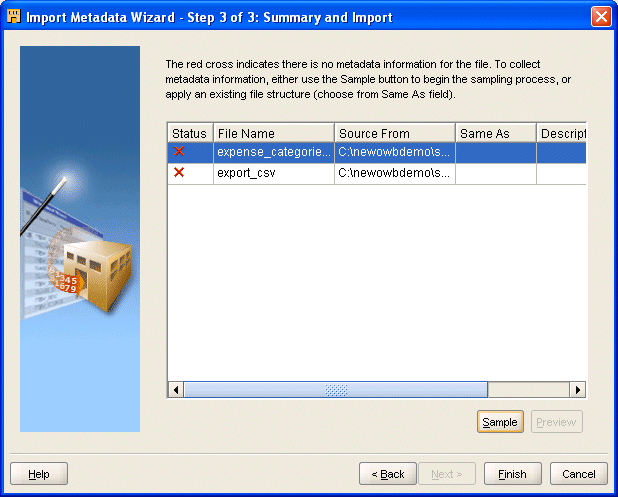 Import Metadata Wizard - Step 3 of 3: Summary and Import
The red cross indicates there is no metadata information for the file. To collect
metadata information, either use the Sample button to begin the sampling process, or
apply an existing file structure (choose from Same As field).
Status File Name Source From Same As Descript
expense_categorie... C:\newowbdemo\s...
export_csv C:\newowbdemo\s...
1345
1679
Sample Preview
Help < Back Next > Finish Cancel